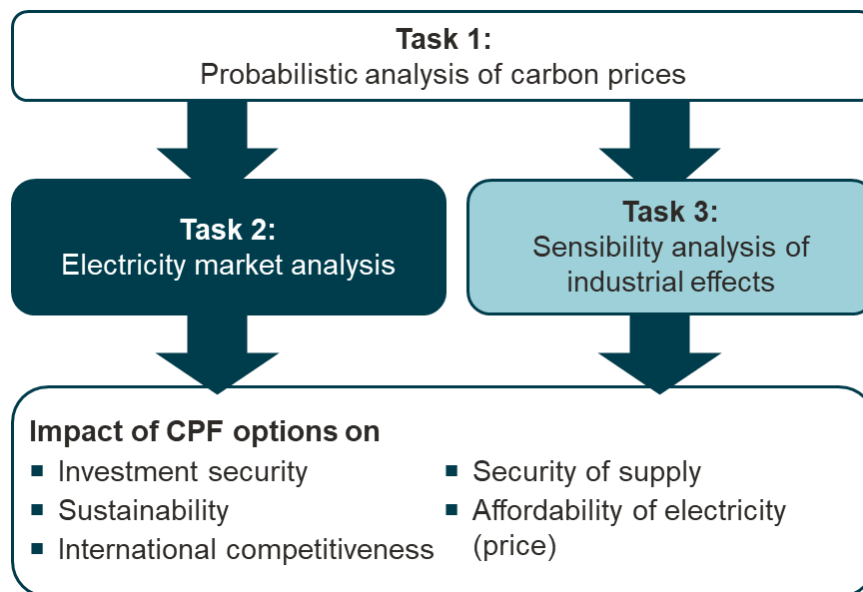 Task 1:
Probabilistic analysis of carbon prices
Task 2:
Electricity market analysis
Task 3:
Sensibility analysis of
industrial effects
Impact of CPF options on
▪ Investment security
▪ Sustainability
▪ International competitiveness
▪ Security of supply
▪ Affordability of electricity
(price)